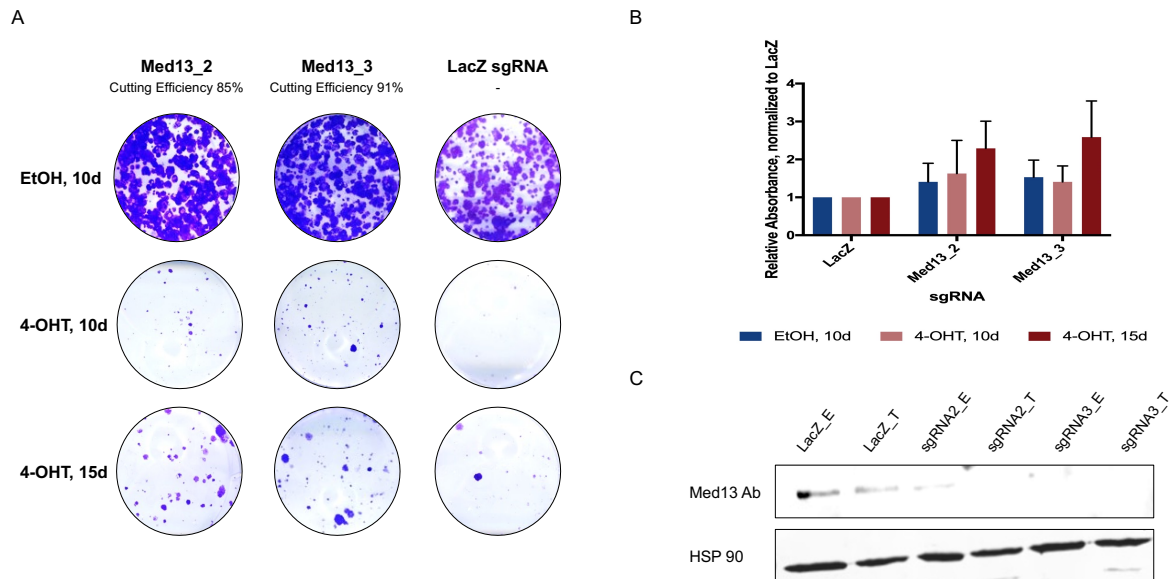 A
Med13_2
Cutting Efficiency 85%
Med13_3
Cutting Efficiency 91%
LacZ sgRNA
-
EtOH, 10d
4-OHT, 10d
4-OHT, 15d
B
Relative Absorbance, normalized to LacZ
4
3
2
1
0
LacZ
Med13_2
Med13_3
sgRNA
EtOH, 10d
4-OHT, 10d
4-OHT, 15d
C
LacZ_E
LacZ_T
sgRNA2_E
sgRNA2_T
sgRNA3_E
sgRNA3_T
Med13 Ab
HSP 90